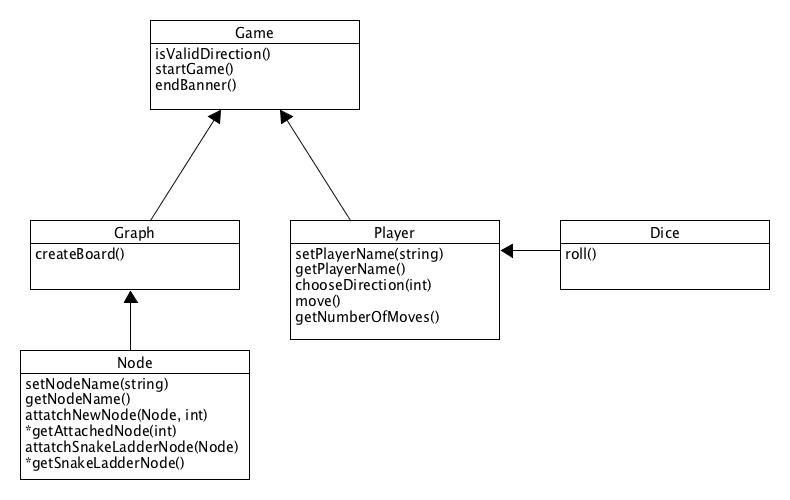 Game
isValidDirection()
startGame()
endBanner()
Graph
createBoard()
Player
setPlayerName(string)
getPlayerName()
chooseDirection(int)
move()
getNumberOfMoves()
Dice
roll()
Node
setNodeName(string)
getNodeName()
attatchNewNode(Node, int)
*getAttachedNode(int)
attatchSnakeLadderNode(Node)
*getSnakeLadderNode()